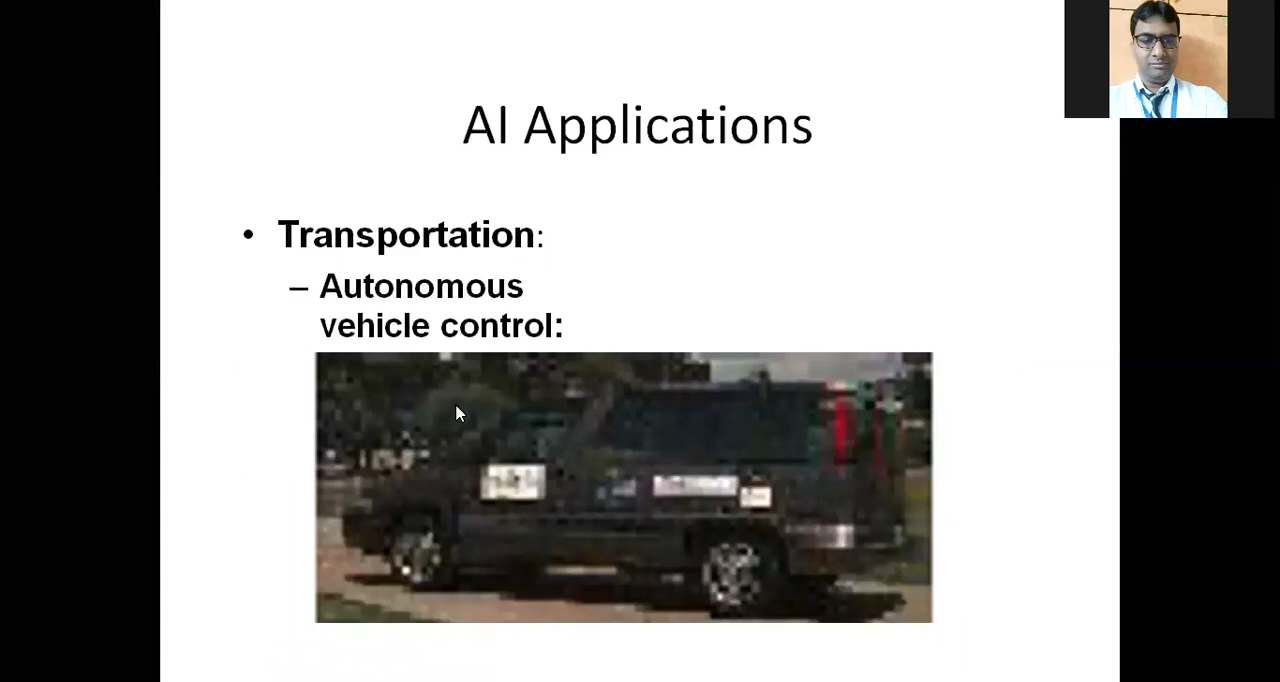 AI Applications
• Transportation:
– Autonomous
vehicle control: